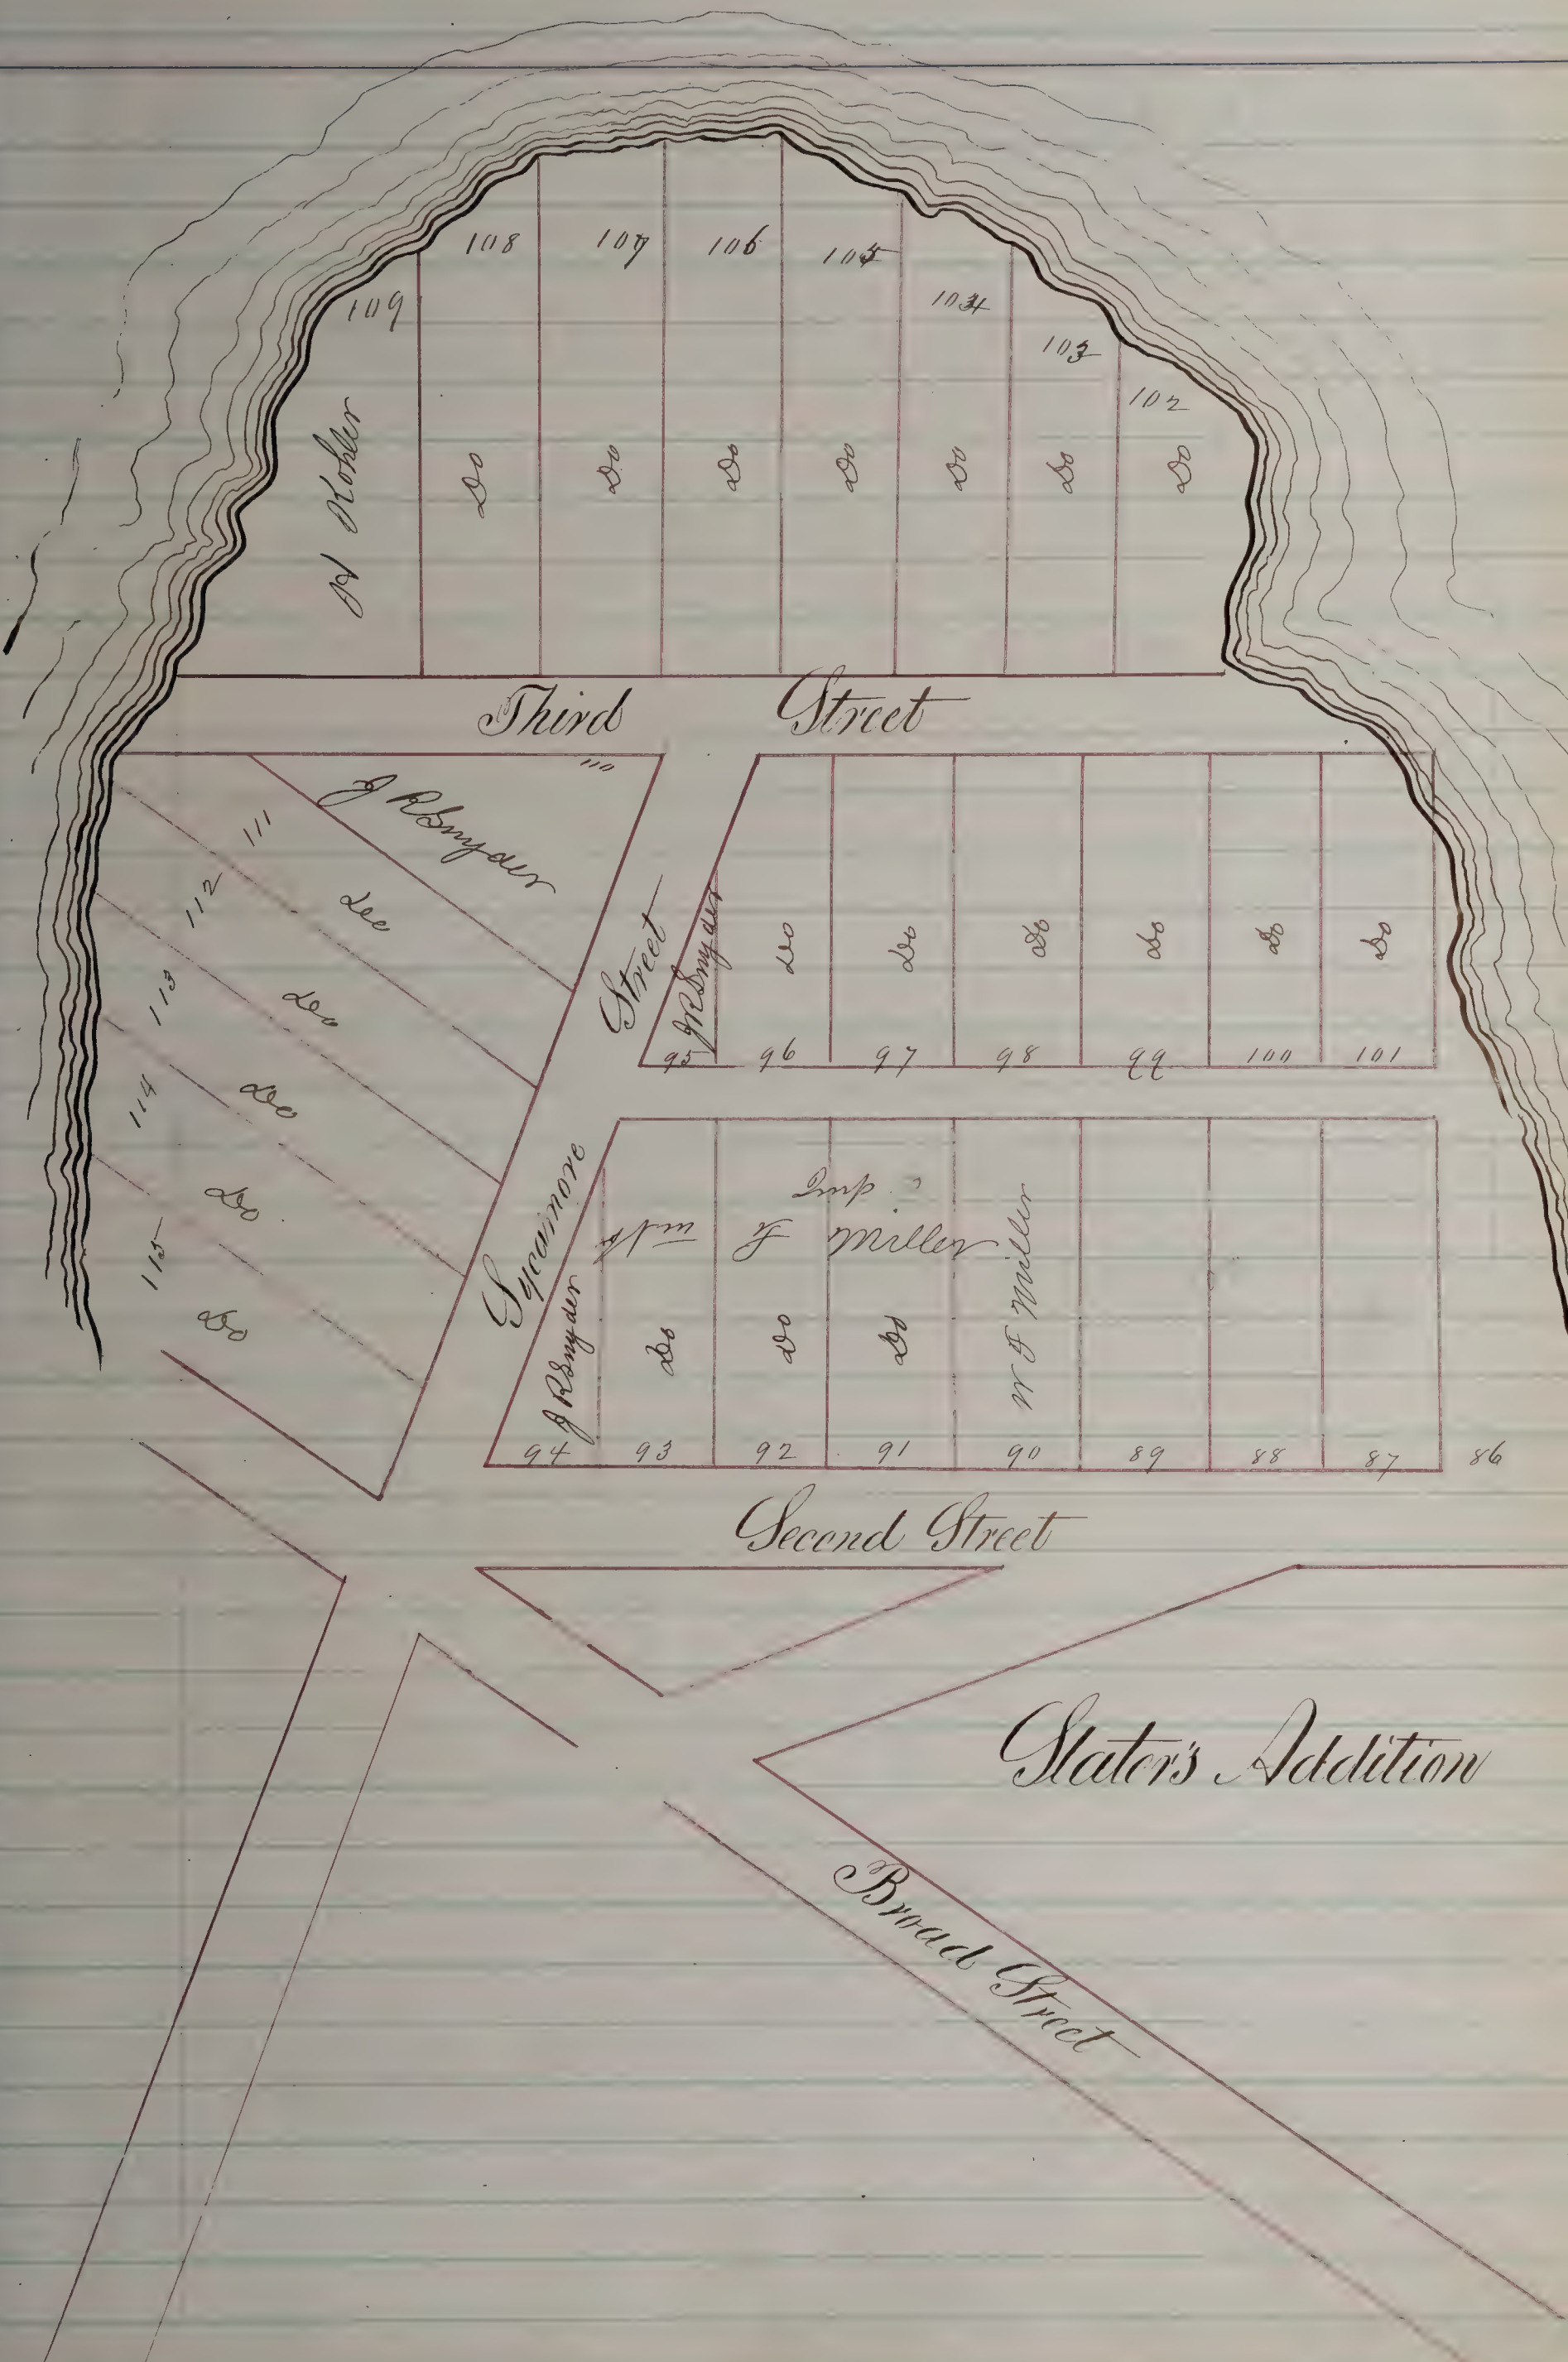 109
108
107
106
105
104
103
102
H Kohler
Do
Do
Do
Do
Do
Do
Do
Third Street
110
J R Snyder
111
Do
112
Do
113
Do
114
Do
115
Do
Sycamore Street
J R Snyder
Do
Do
Do
Do
Do
Do
95
96
97
98
99
100
101
Imp
Miller
J R Snyder
Do
Do
Do
W F Miller
94
93
92
91
90
89
88
87
86
Second Street
Slater's Addition
Broad Street